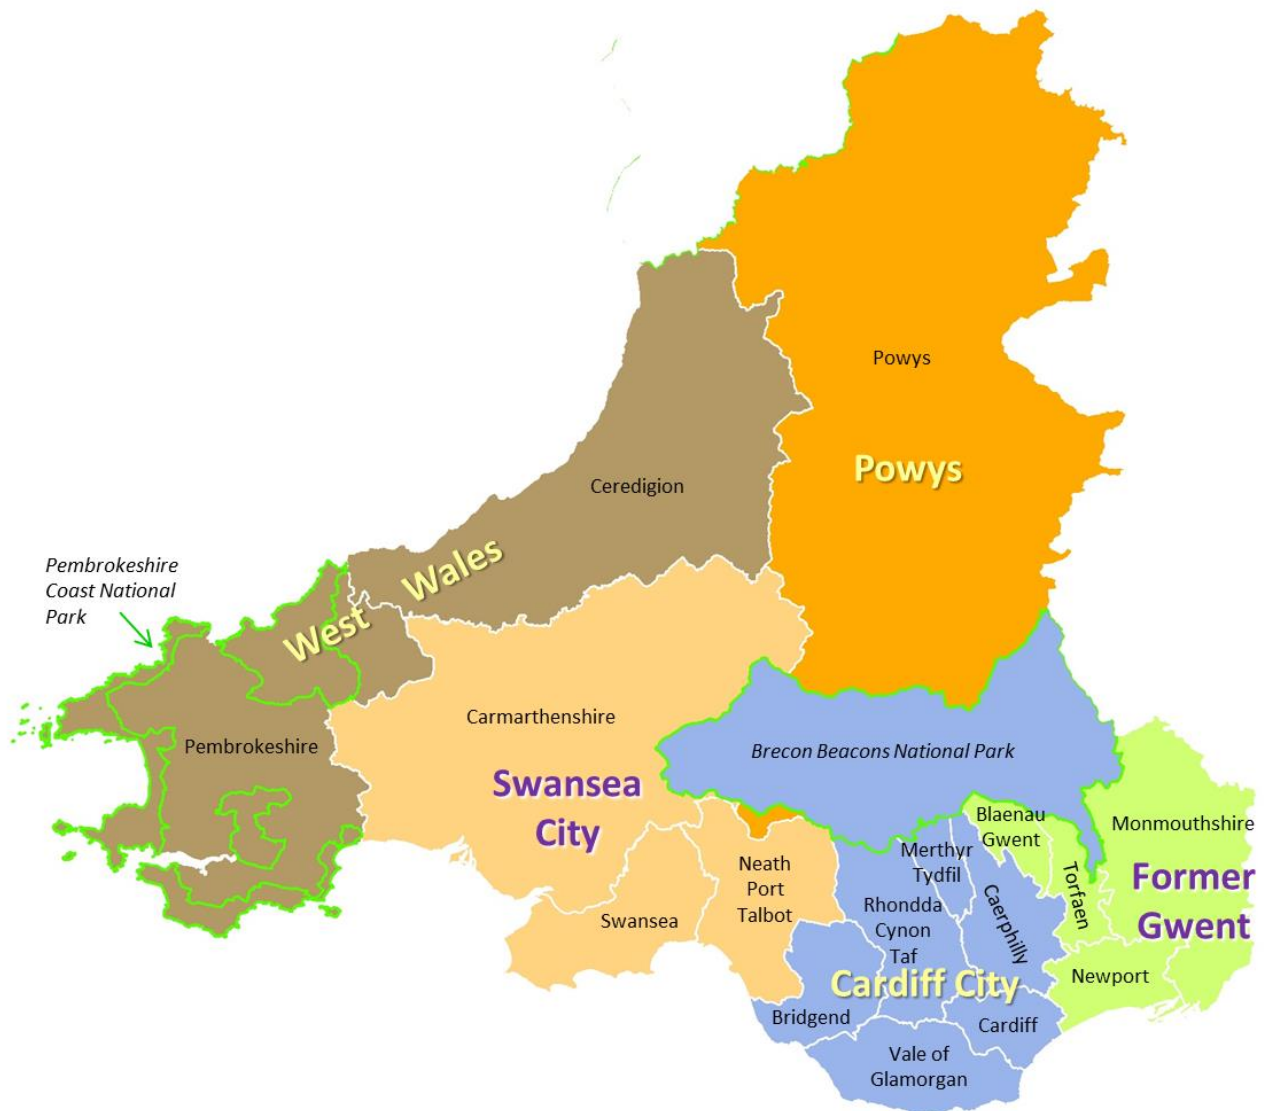 Powys
Powys
Ceredigion
Pembrokeshire
Coast National
Park
West Wales
Carmarthenshire
Pembrokeshire
Brecon Beacons National Park
Swansea
City
Blaenau
Gwent
Monmouthshire
Merthyr
Tydfil
Neath
Port
Talbot
Torfaen
Former
Gwent
Rhondda
Cynon
Taf
Caerphilly
Swansea
Cardiff City
Newport
Bridgend
Cardiff
Vale of
Glamorgan